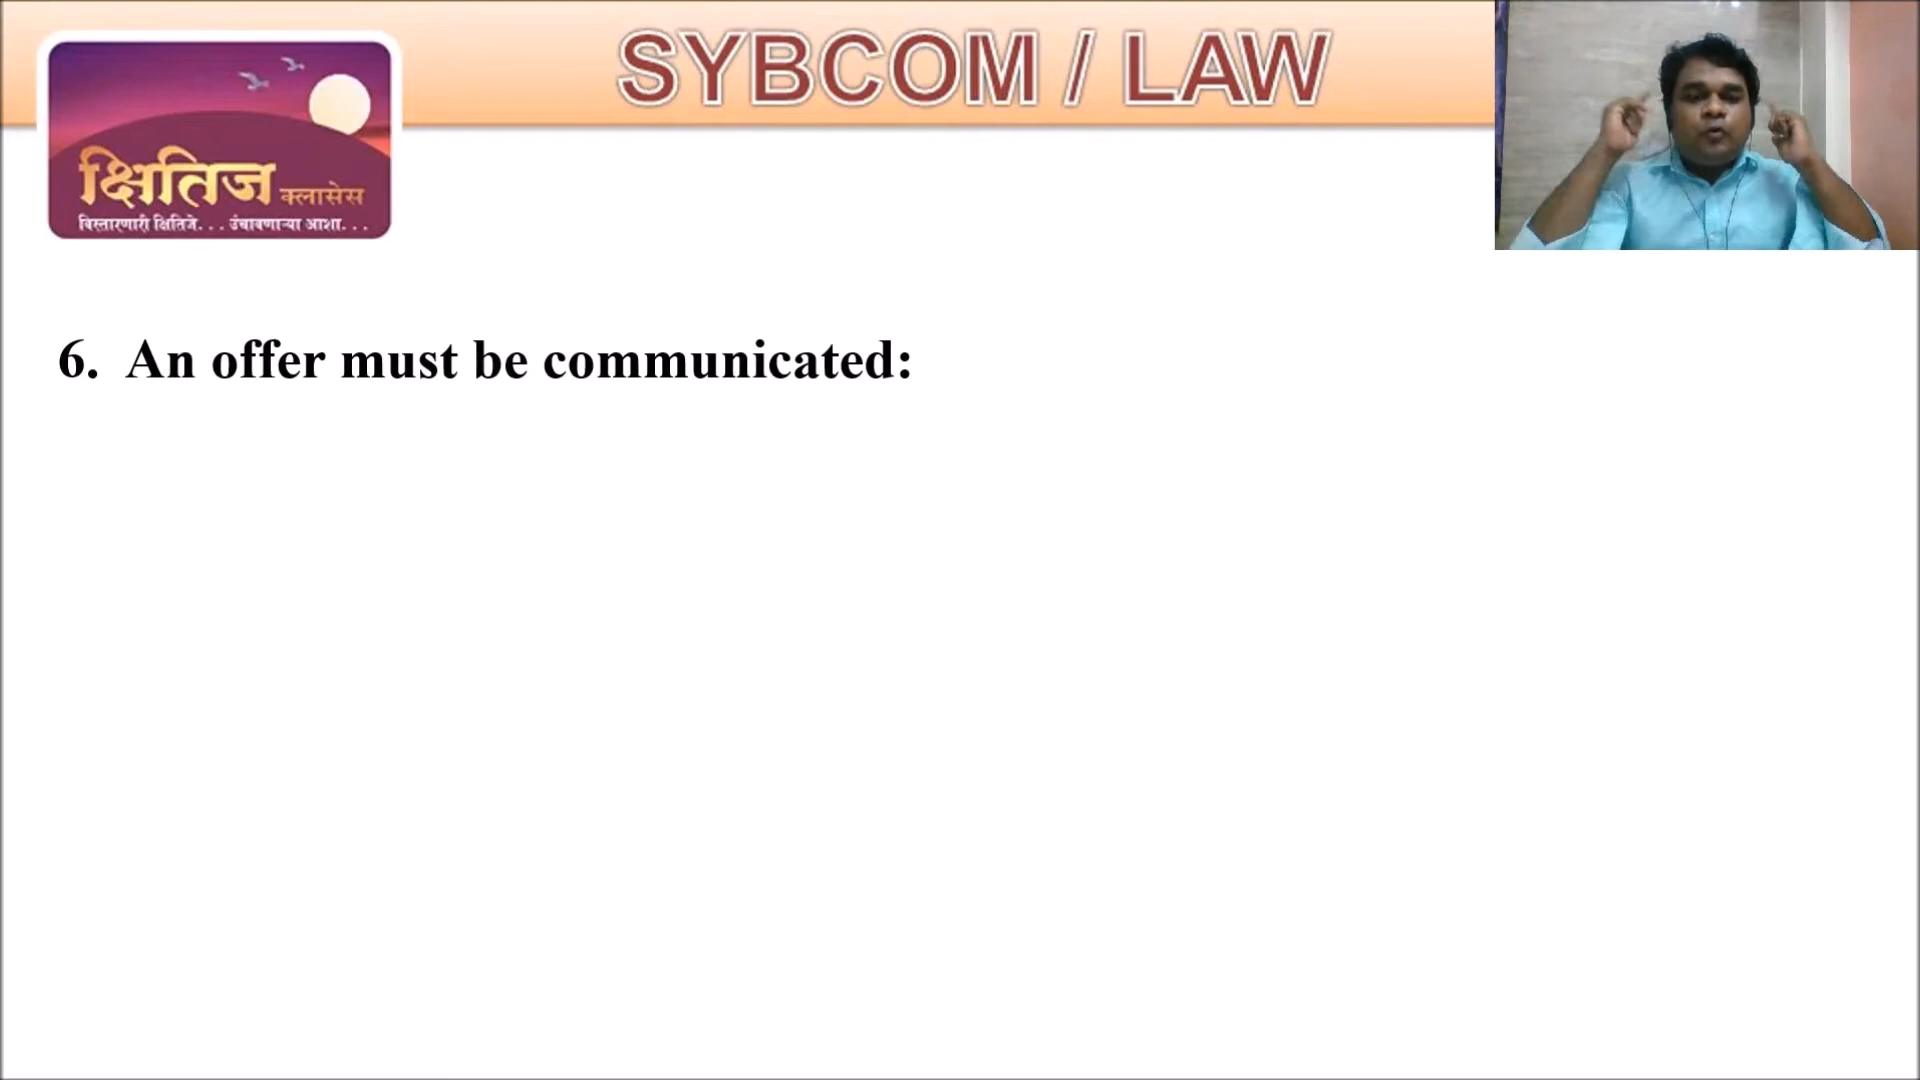 SYBCOM / LAW
क्षितिज क्लासेस
विस्तारणारी क्षितिजे... उंचावणाऱ्या आशा...
6. An offer must be communicated: